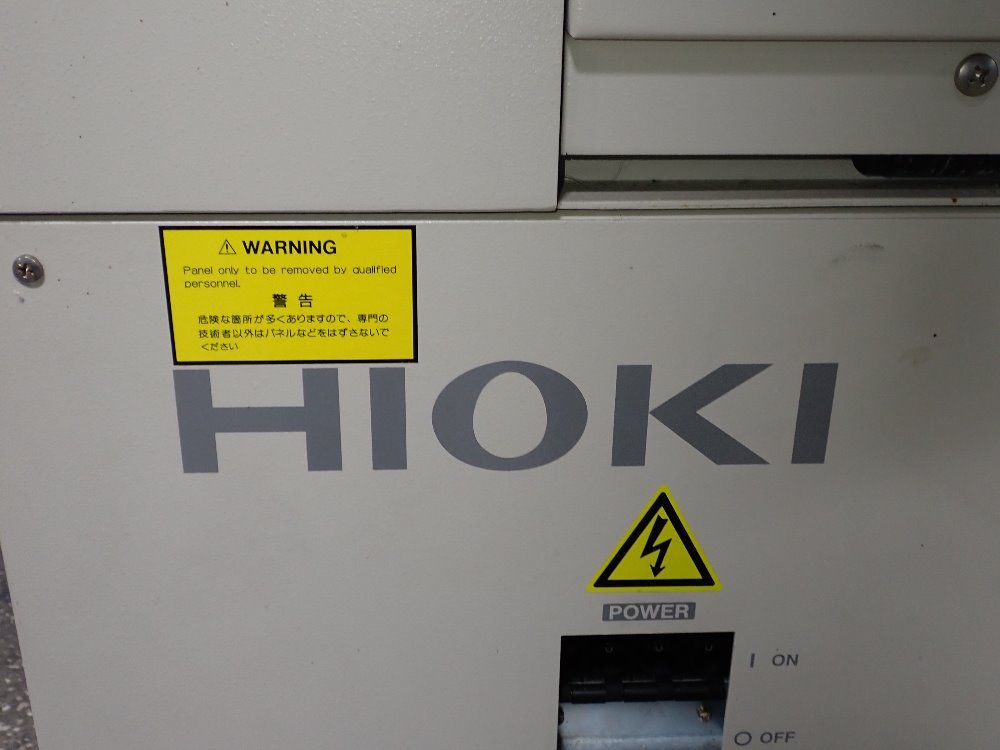 WARNING
Panel only to be removed by qualified
personnel.
警告
危険な箇所が多くありますので、専門の
技術者以外はパネルなどをはずさないで
ください
HIOKI
POWER
I ON
O OFF